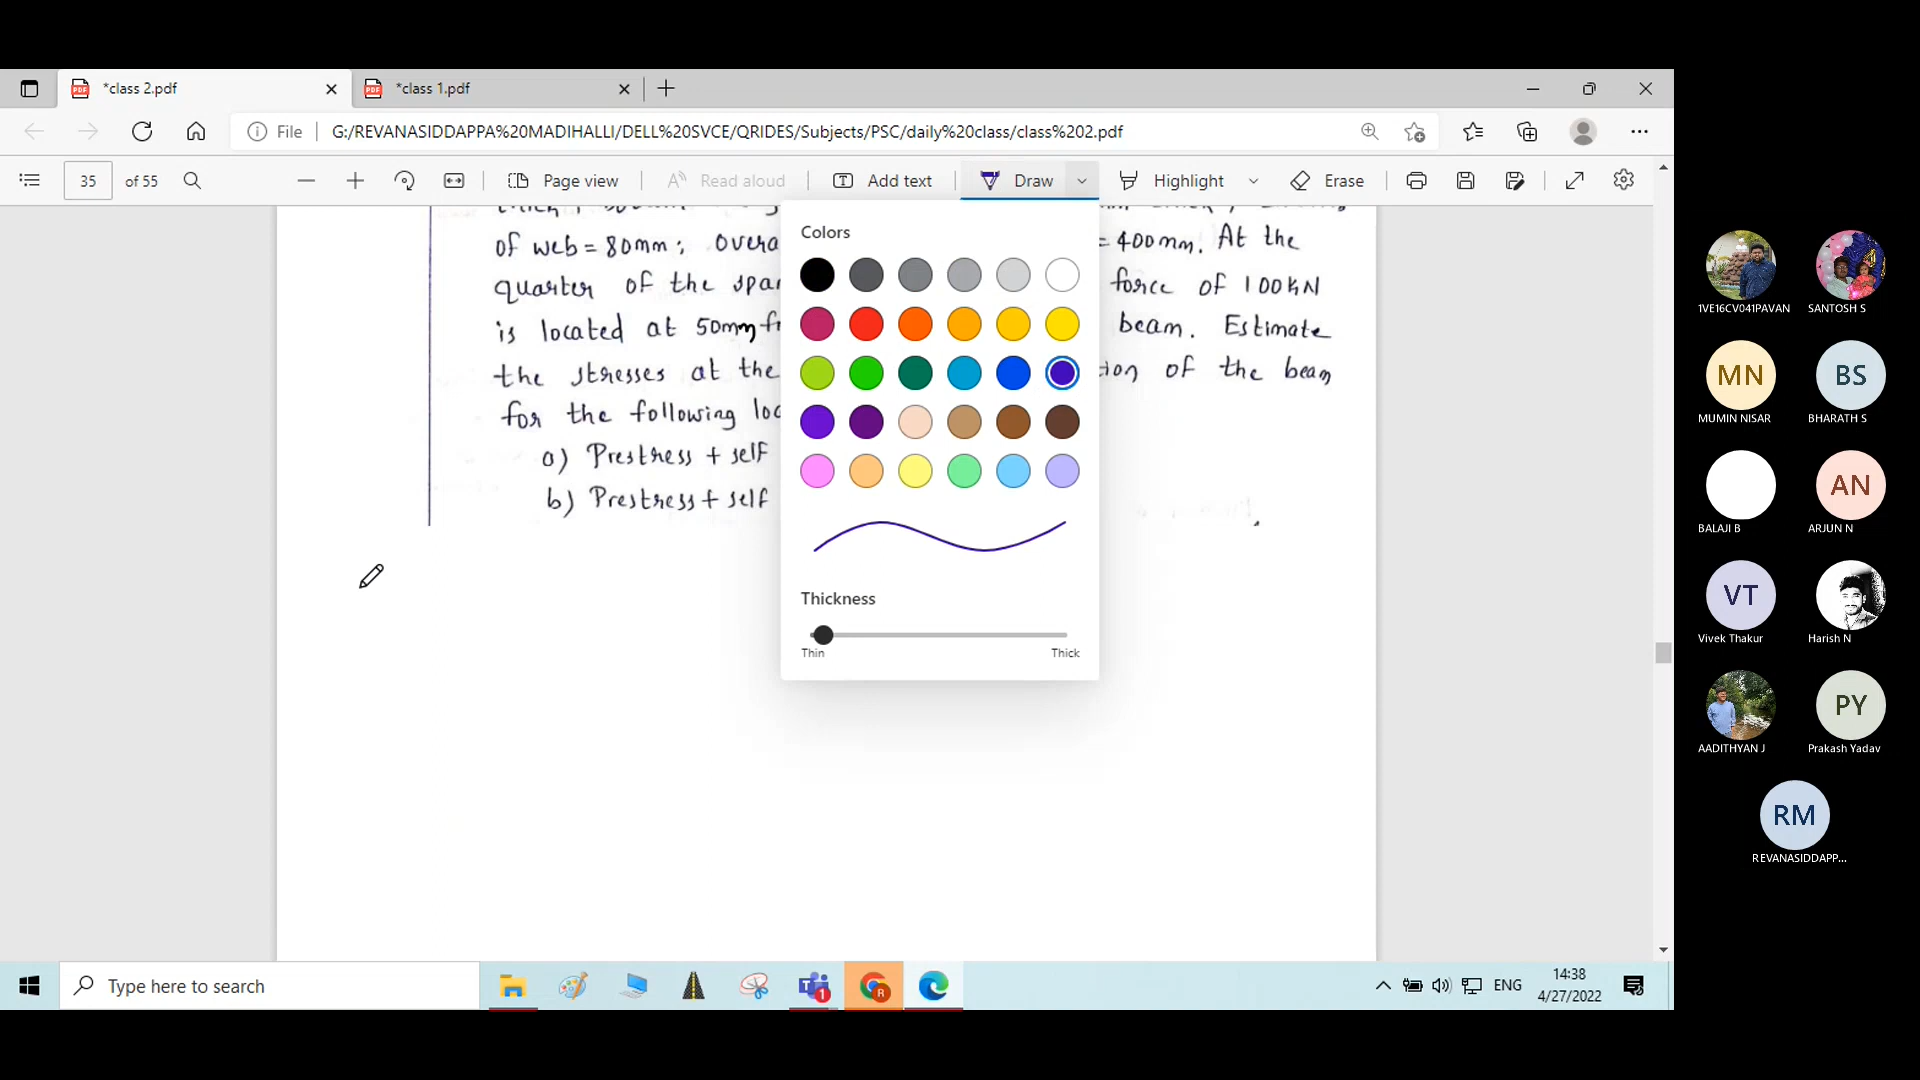 *class 2.pdf
*class 1.pdf
File
G:/REVANASIDDAPPA%20MADIHALLI/DELL%20SVCE/QRIDES/Subjects/PSC/daily%20class/class%202.pdf
35 of 55
Page view
Read aloud
Add text
Draw
Highlight
Erase
of web = 80mm; = 400mm. At the
quarter of the force of 100KN
is located at 50mm beam. Estimate
the stresses at the of the beam
for the following
a) Prestress + self
b) Prestress + self
Colors
Thickness
Thin Thick
1VE16CV041PAVAN
SANTOSH S
MN
MUMIN NISAR
BS
BHARATH S
BALAJI B
AN
ARJUN N
VT
Vivek Thakur
Harish N
AADITHYAN J
PY
Prakash Yadav
RM
REVANASIDDAPP...
Type here to search
1
R
ENG
14:38
4/27/2022